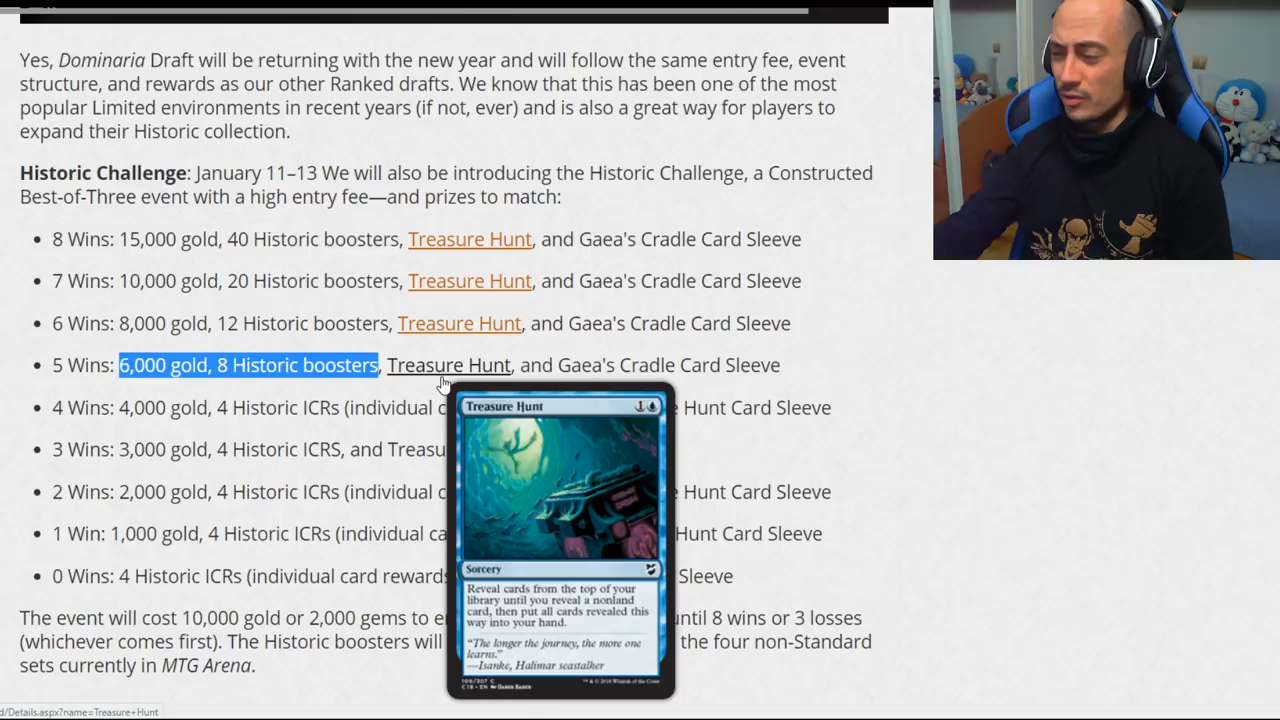 Yes, Dominaria Draft will be returning with the new year and will follow the same entry fee, event
structure, and rewards as our other Ranked drafts. We know that this has been one of the most
popular Limited environments in recent years (if not, ever) and is also a great way for players to
expand their Historic collection.
Historic Challenge: January 11–13 We will also be introducing the Historic Challenge, a Constructed
Best-of-Three event with a high entry fee—and prizes to match:
• 8 Wins: 15,000 gold, 40 Historic boosters, Treasure Hunt, and Gaea's Cradle Card Sleeve
• 7 Wins: 10,000 gold, 20 Historic boosters, Treasure Hunt, and Gaea's Cradle Card Sleeve
• 6 Wins: 8,000 gold, 12 Historic boosters, Treasure Hunt, and Gaea's Cradle Card Sleeve
• 5 Wins: 6,000 gold, 8 Historic boosters, Treasure Hunt, and Gaea's Cradle Card Sleeve
• 4 Wins: 4,000 gold, 4 Historic ICRs (individual c Hunt Card Sleeve
• 3 Wins: 3,000 gold, 4 Historic ICRS, and Treasu
• 2 Wins: 2,000 gold, 4 Historic ICRs (individual c Hunt Card Sleeve
• 1 Win: 1,000 gold, 4 Historic ICRs (individual ca Hunt Card Sleeve
• 0 Wins: 4 Historic ICRs (individual card rewards Sleeve
The event will cost 10,000 gold or 2,000 gems to e until 8 wins or 3 losses
(whichever comes first). The Historic boosters will the four non-Standard
sets currently in MTG Arena.
Treasure Hunt 1
Sorcery
Reveal cards from the top of your
library until you reveal a nonland
card, then put all cards revealed this
way into your hand.
"The longer the journey, the more one
learns."
—Isanke, Halimar seastalker
106/307 C
C18 • EN
d/Details.aspx?name=Treasure+Hunt